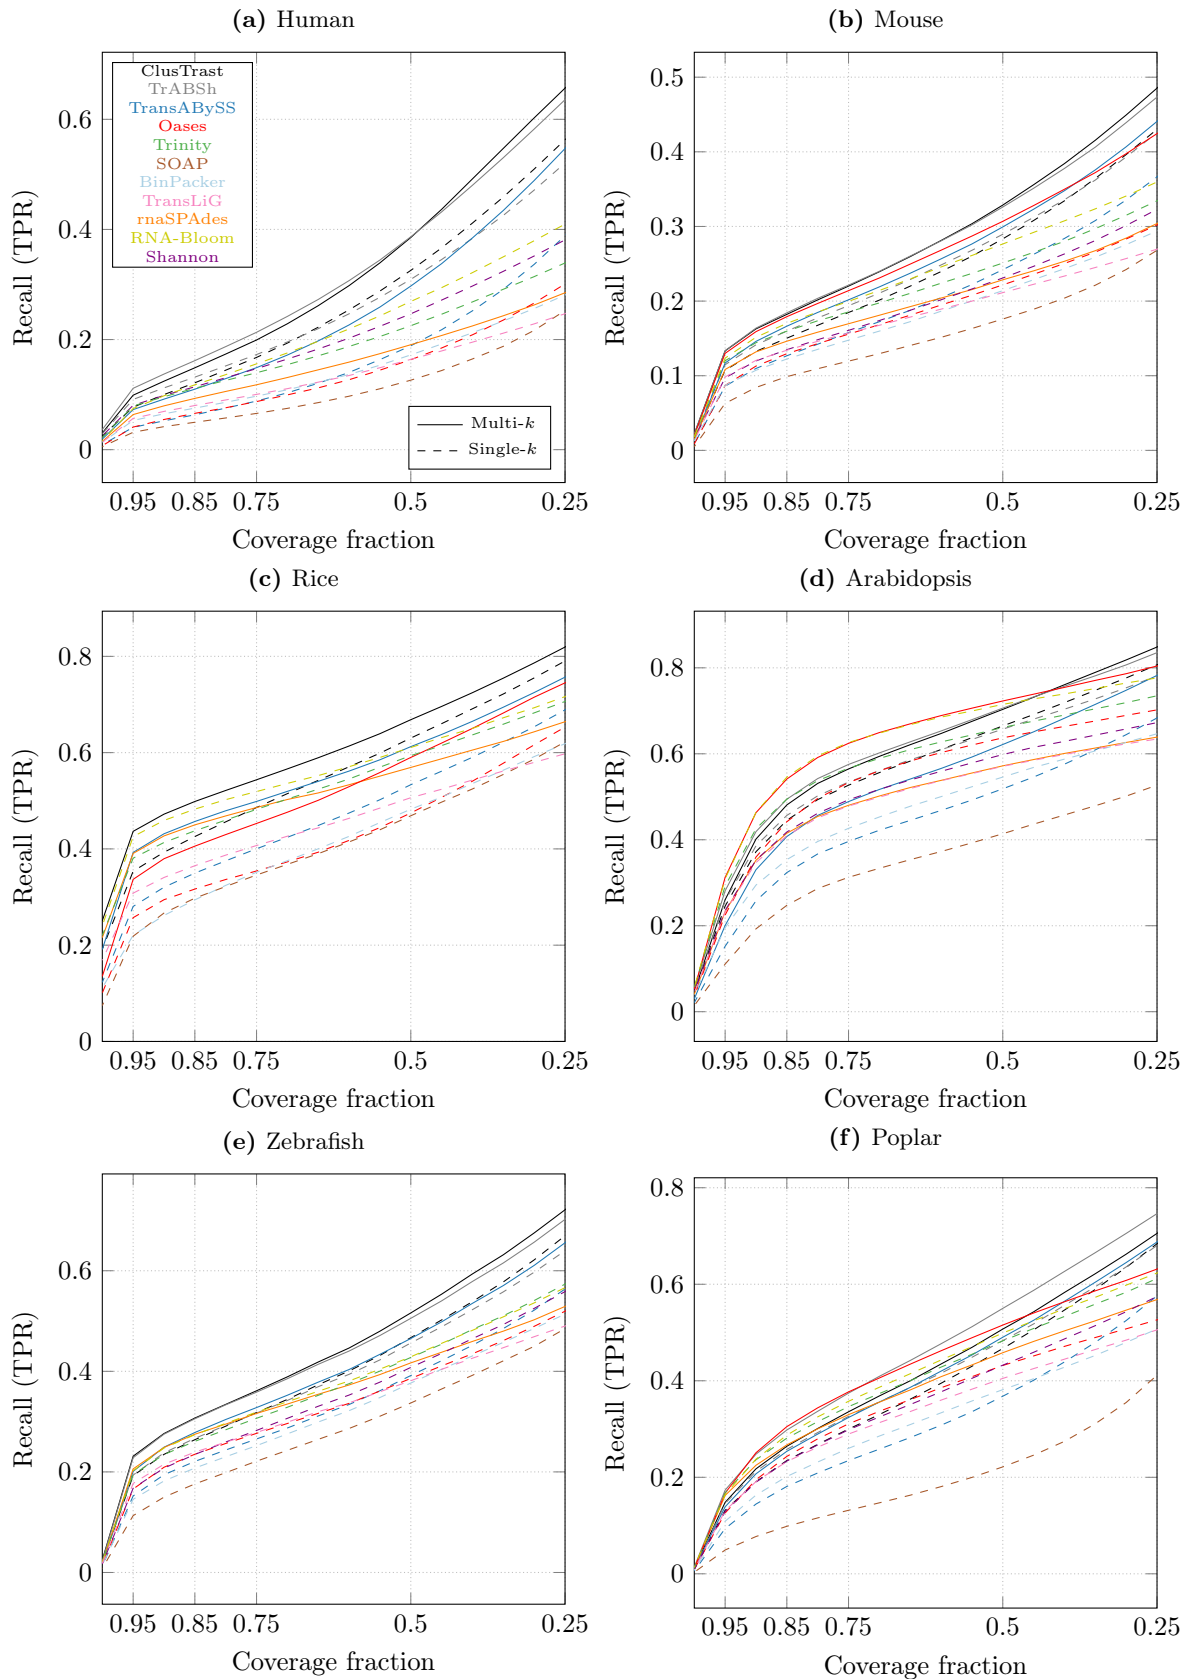 (a) Human
Recall (TPR)
0.6
0.4
0.2
0
ClusTrast
TrABSh
TransABySS
Oases
Trinity
SOAP
BinPacker
TransLiG
rnaSPAdes
RNA-Bloom
Shannon
Multi-k
Single-k
0.95 0.85 0.75 0.5 0.25
Coverage fraction
(b) Mouse
Recall (TPR)
0.5
0.4
0.3
0.2
0.1
0
0.95 0.85 0.75 0.5 0.25
Coverage fraction
(c) Rice
Recall (TPR)
0.8
0.6
0.4
0.2
0
0.95 0.85 0.75 0.5 0.25
Coverage fraction
(d) Arabidopsis
Recall (TPR)
0.8
0.6
0.4
0.2
0
0.95 0.85 0.75 0.5 0.25
Coverage fraction
(e) Zebrafish
Recall (TPR)
0.6
0.4
0.2
0
0.95 0.85 0.75 0.5 0.25
Coverage fraction
(f) Poplar
Recall (TPR)
0.8
0.6
0.4
0.2
0
0.95 0.85 0.75 0.5 0.25
Coverage fraction